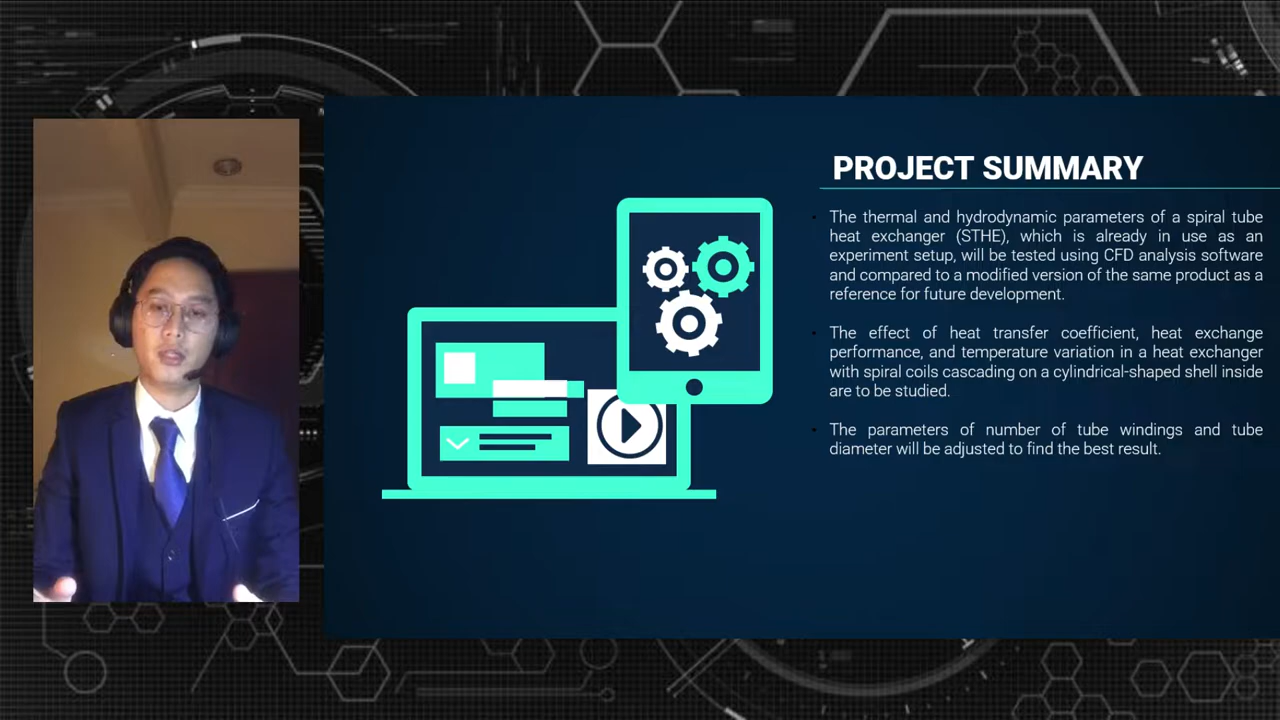 PROJECT SUMMARY
The thermal and hydrodynamic parameters of a spiral tube
heat exchanger (STHE), which is already in use as an
experiment setup, will be tested using CFD analysis software
and compared to a modified version of the same product as a
reference for future development.
The effect of heat transfer coefficient, heat exchange
performance, and temperature variation in a heat exchanger
with spiral coils cascading on a cylindrical-shaped shell inside
are to be studied.
The parameters of number of tube windings and tube
diameter will be adjusted to find the best result.